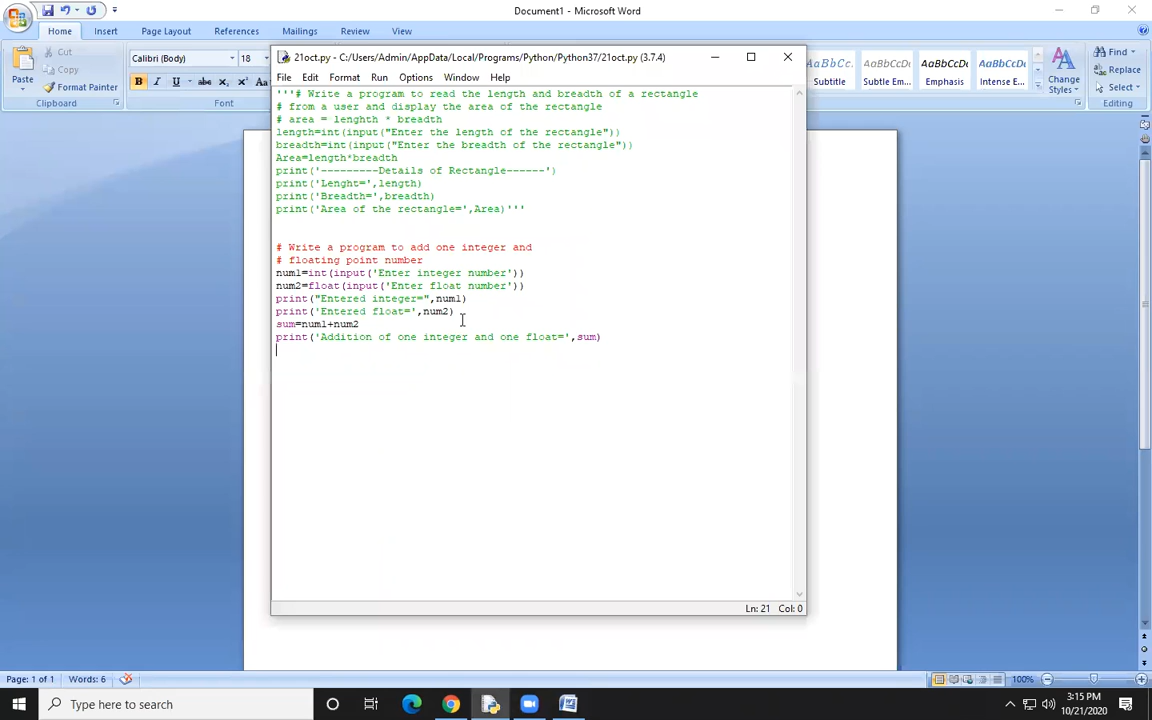 Document1 - Microsoft Word
Home Insert Page Layout References Mailings Review View
Cut
Copy
Format Painter
Paste
Clipboard
Calibri (Body) 18
B I U abc x₂ x² Aa
Font
AaBbCc. AaBbCcDc AaBbCcDc AaBbCcDc
Subtitle Subtle Em... Emphasis Intense E...
Change Styles
Find
Replace
Select
Editing
21oct.py - C:/Users/Admin/AppData/Local/Programs/Python/Python37/21oct.py (3.7.4)
File Edit Format Run Options Window Help
'''# Write a program to read the length and breadth of a rectangle
# from a user and display the area of the rectangle
# area = lenghth * breadth
length=int(input("Enter the length of the rectangle"))
breadth=int(input("Enter the breadth of the rectangle"))
Area=length*breadth
print('---------Details of Rectangle------')
print('Lenght=',length)
print('Breadth=',breadth)
print('Area of the rectangle=',Area)'''
# Write a program to add one integer and
# floating point number
num1=int(input('Enter integer number'))
num2=float(input('Enter float number'))
print("Entered integer=",num1)
print('Entered float=',num2)
sum=num1+num2
print('Addition of one integer and one float=',sum)
Ln: 21 Col: 0
Page: 1 of 1 Words: 6
100%
Type here to search
3:15 PM
10/21/2020